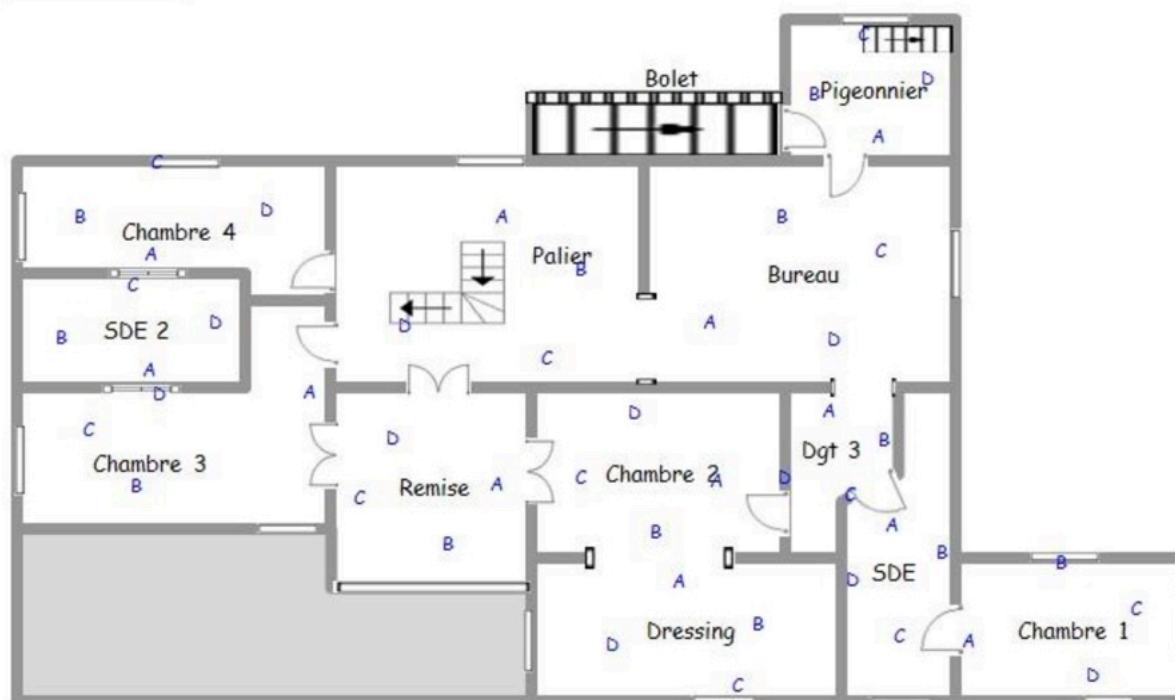 Bolet
C
Pigeonnier
B
D
A
C
B
D
Chambre 4
A
A
Palier
B
D
C
B
C
Bureau
A
D
C
SDE 2
B
D
A
D
A
C
Chambre 3
B
D
Remise
A
C
B
D
C
Chambre 2
A
D
B
A
Dgt 3
B
C
A
B
SDE
D
C
A
Dressing
B
D
C
B
C
Chambre 1
A
D